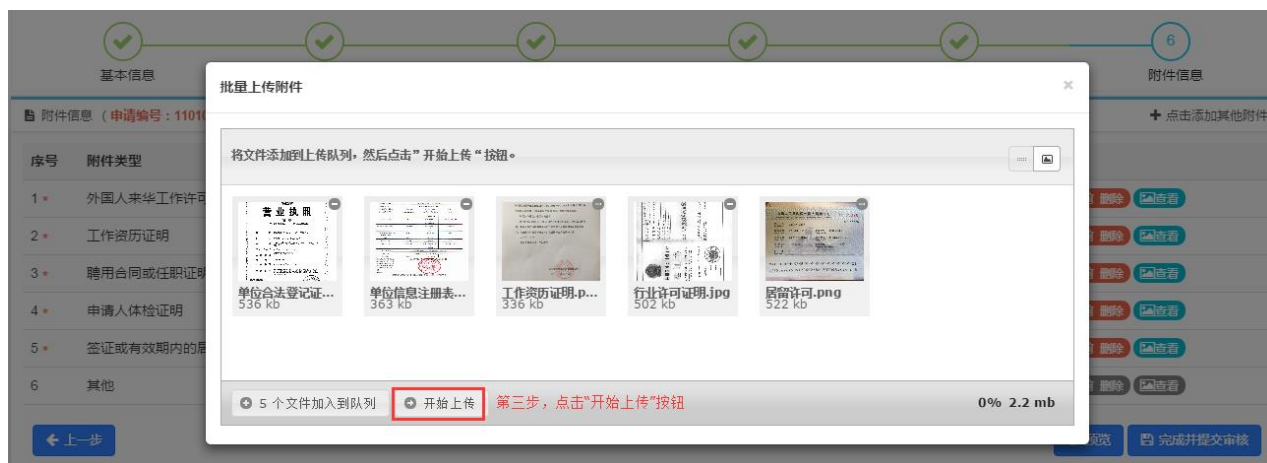 6
基本信息
附件信息
批量上传附件
×
附件信息 (申请编号:11010
点击添加其他附件
将文件添加到上传队列,然后点击”开始上传“按钮。
序号 附件类型
1 * 外国人来华工作许可
2 * 工作资历证明
3 * 聘用合同或任职证明
4 * 申请人体检证明
5 * 签证或有效期内的居
6 其他
删除 查看
删除 查看
删除 查看
删除 查看
删除 查看
删除 查看
营业执照
单位合法登记证...
536 kb
单位信息注册表...
363 kb
工作资历证明.p...
336 kb
行业许可证明.jpg
502 kb
居留许可.png
522 kb
5 个文件加入到队列
开始上传
第三步,点击“开始上传”按钮
0% 2.2 mb
上一步
预览
完成并提交审核